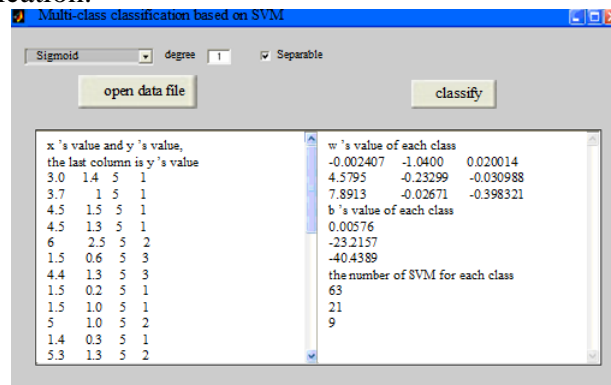 ication.
Multi-class classification based on SVM
Sigmoid degree 1 Separable
open data file classify
x 's value and y 's value,
the last column is y 's value
3.0 1.4 5 1
3.7 1 5 1
4.5 1.5 5 1
4.5 1.3 5 1
6 2.5 5 2
1.5 0.6 5 3
4.4 1.3 5 3
1.5 0.2 5 1
1.5 1.0 5 1
5 1.0 5 2
1.4 0.3 5 1
5.3 1.3 5 2
w 's value of each class
-0.002407 -1.0400 0.020014
4.5795 -0.23299 -0.030988
7.8913 -0.02671 -0.398321
b 's value of each class
0.00576
-23.2157
-40.4389
the number of SVM for each class
63
21
9